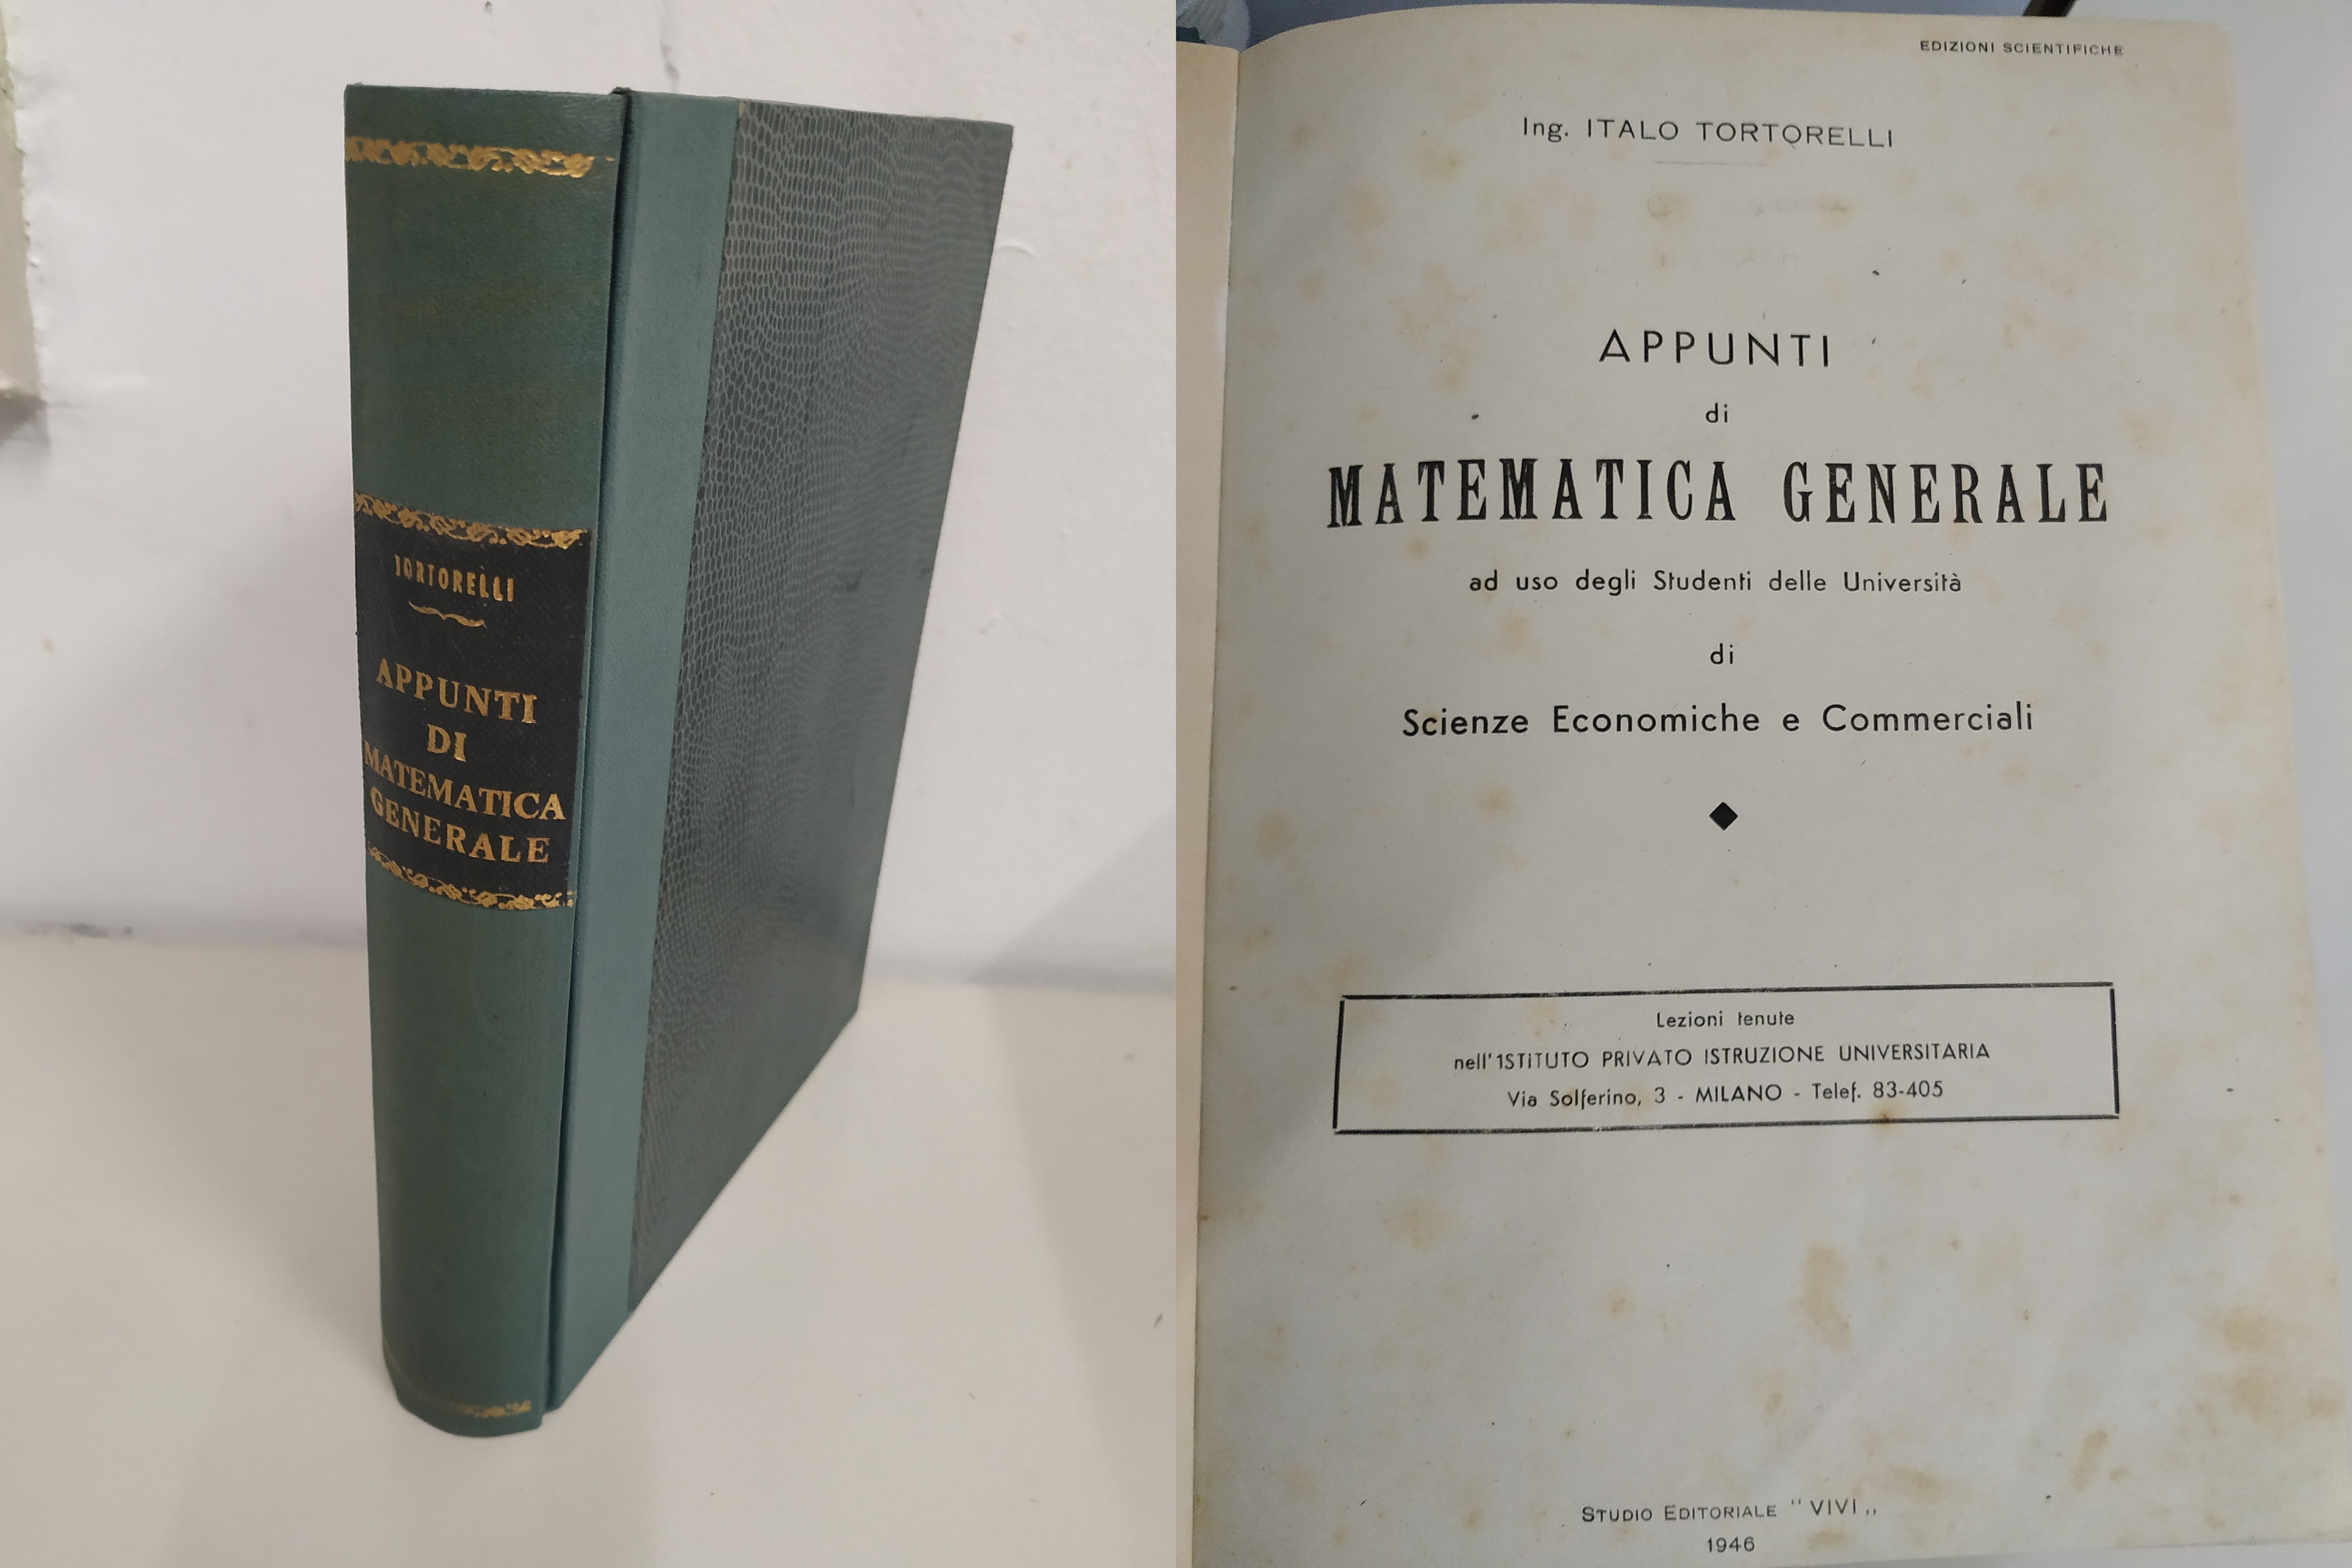 TORTORELLI
APPUNTI
DI
MATEMATICA
GENERALE
EDIZIONI SCIENTIFICHE
Ing. ITALO TORTORELLI
APPUNTI
di
MATEMATICA GENERALE
ad uso degli Studenti delle Università
di
Scienze Economiche e Commerciali
Lezioni tenute
nell'ISTITUTO PRIVATO ISTRUZIONE UNIVERSITARIA
Via Solferino, 3 - MILANO - Telef. 83-405
STUDIO EDITORIALE "VIVI„
1946